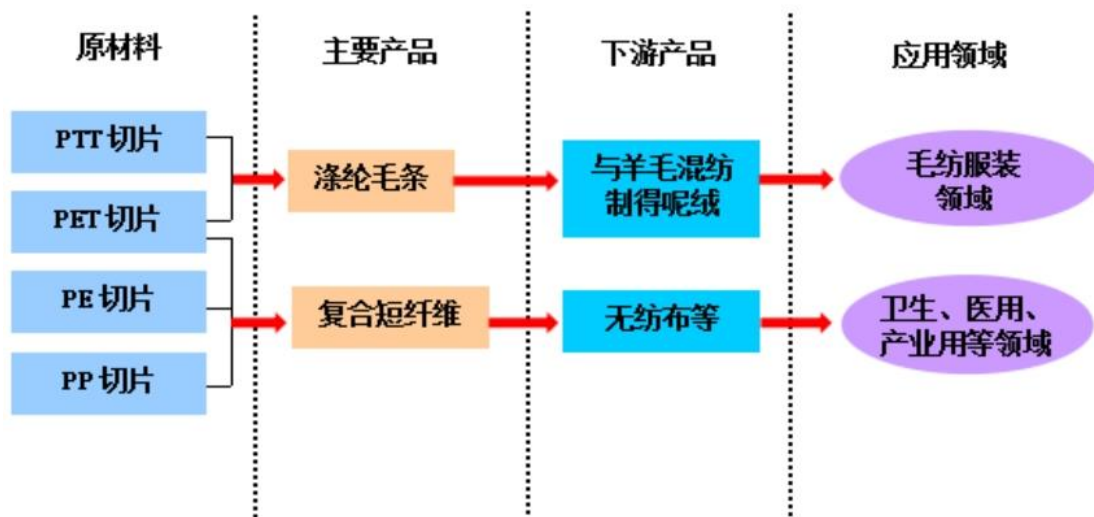 原材料
主要产品
下游产品
应用领域
PTT 切片
PET 切片
PE 切片
PP 切片
涤纶毛条
复合短纤维
与羊毛混纺
制得呢绒
无纺布等
毛纺服装
领域
卫生、医用、
产业用等领域